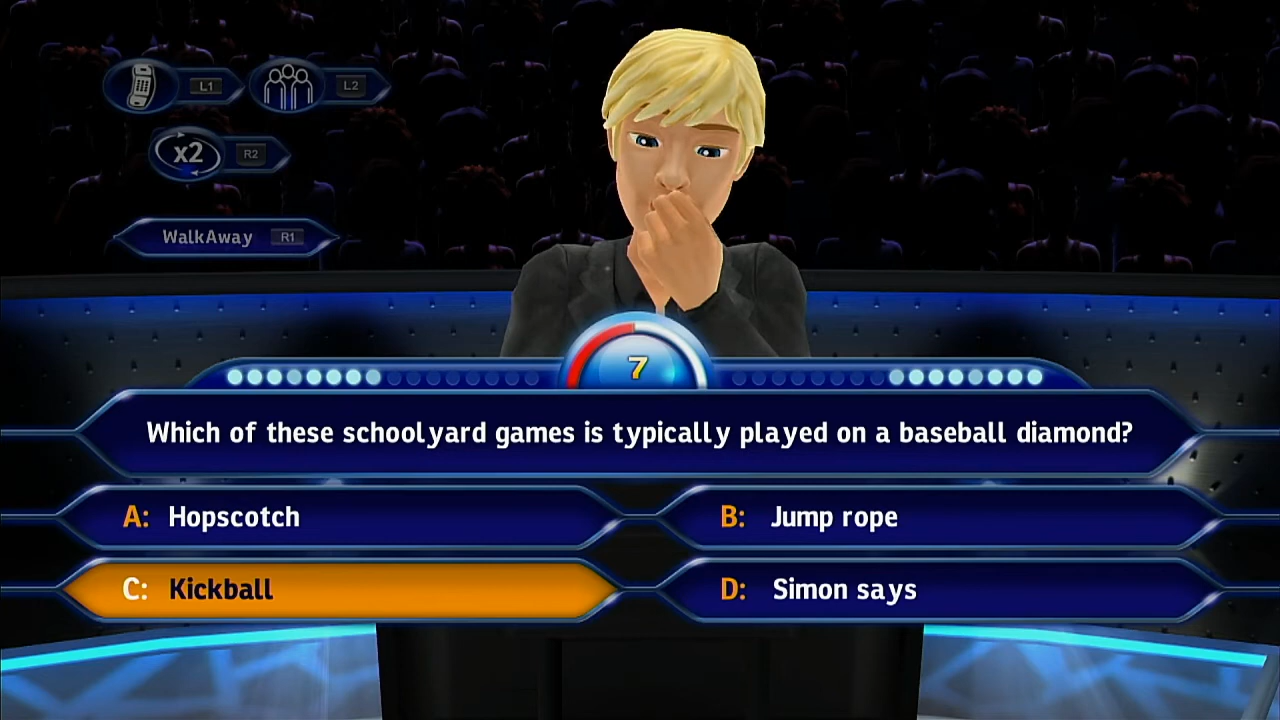 L1
L2
x2
R2
WalkAway R1
7
Which of these schoolyard games is typically played on a baseball diamond?
A: Hopscotch
B: Jump rope
C: Kickball
D: Simon says